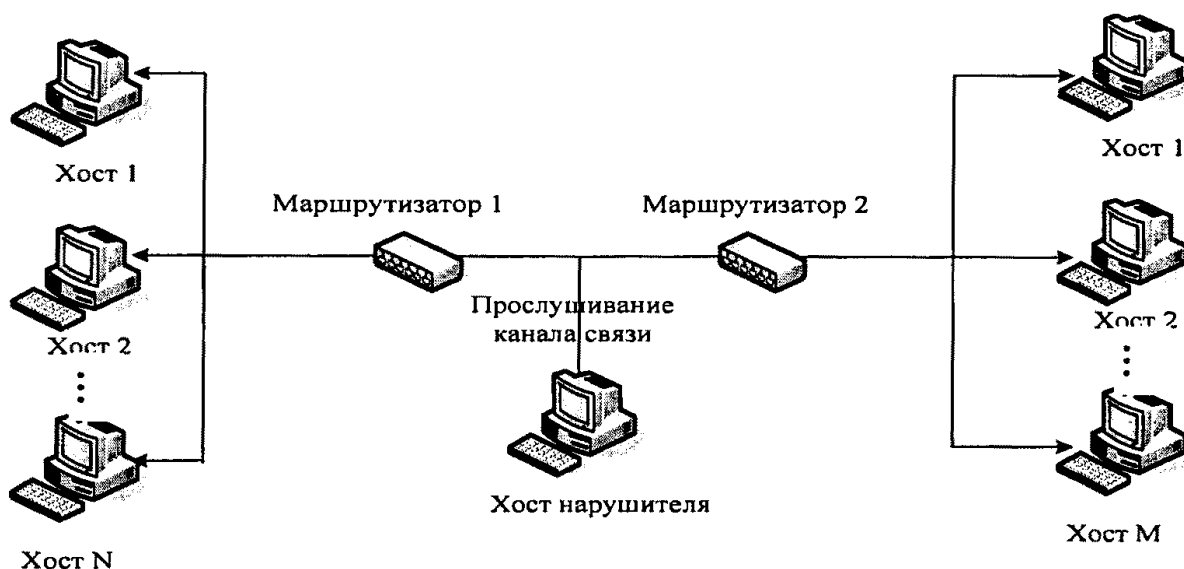 Хост 1
Хост 1
Маршрутизатор 1
Маршрутизатор 2
Прослушивание
канала связи
Хост 2
Хост 2
Хост нарушителя
Хост N
Хост M